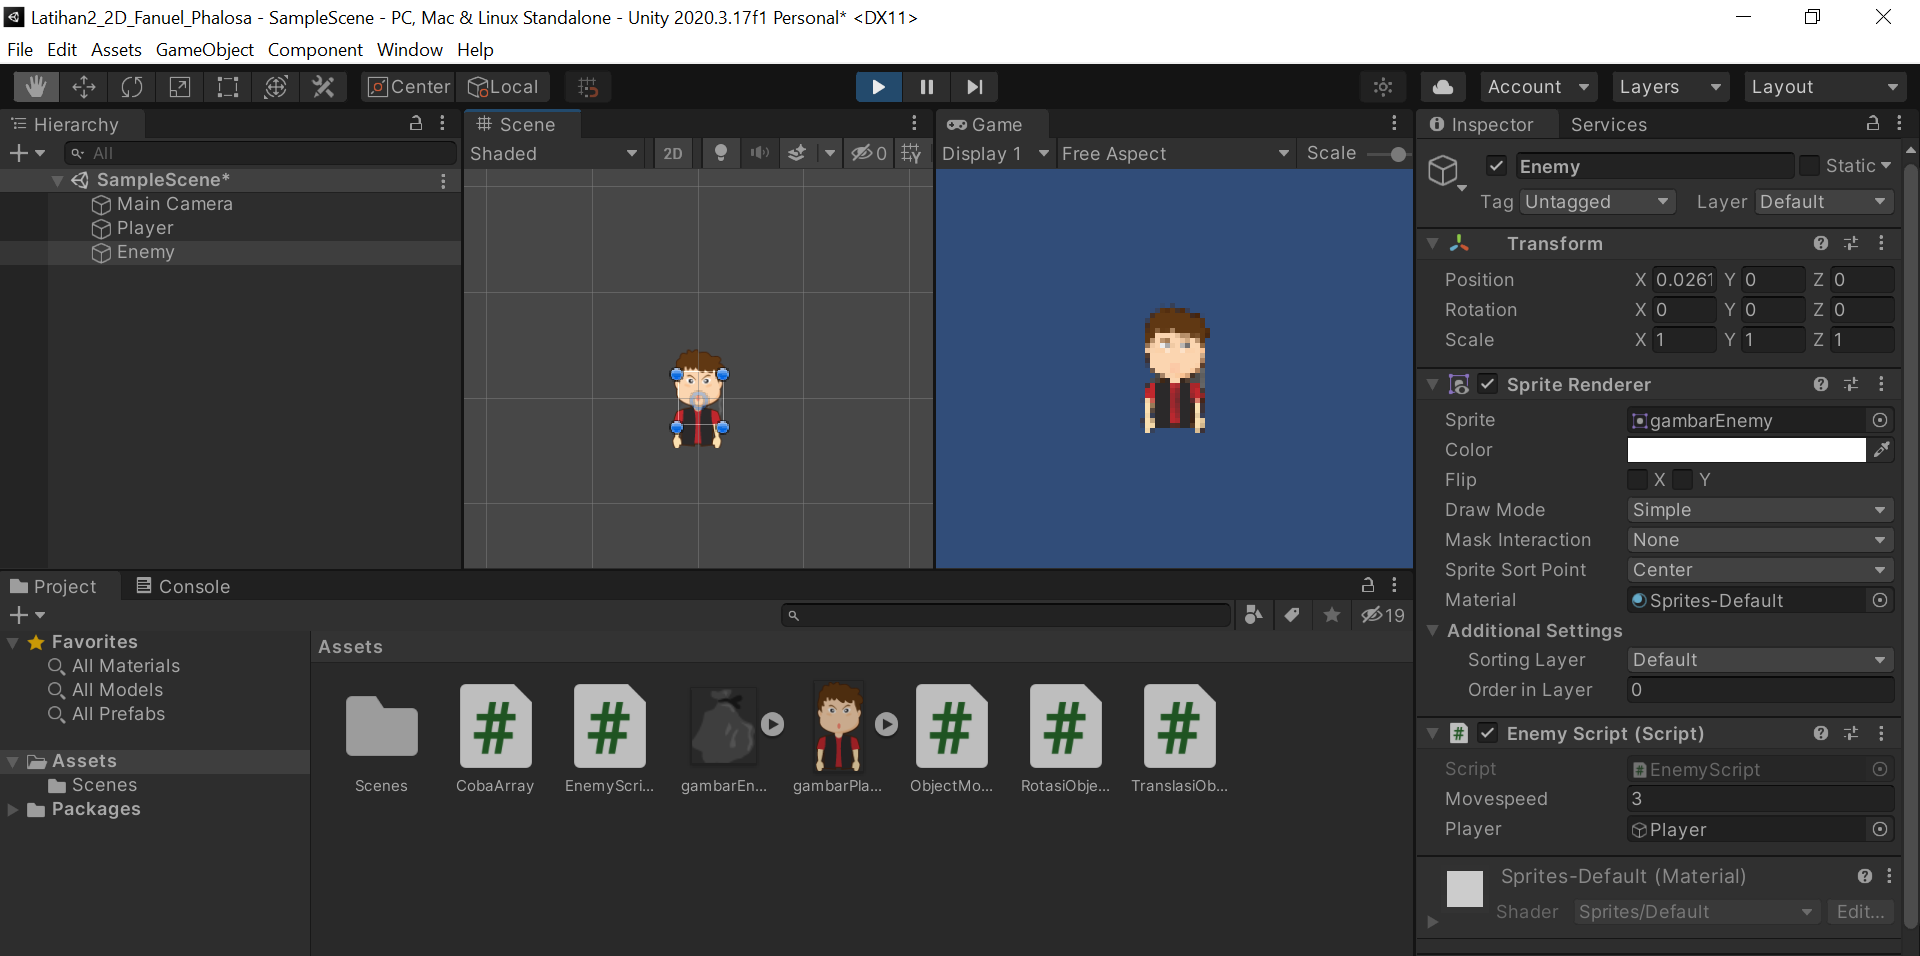 Latihan2_2D_Fanuel_Phalosa - SampleScene - PC, Mac & Linux Standalone - Unity 2020.3.17f1 Personal* <DX11>
File Edit Assets GameObject Component Window Help
Center Local Account Layers Layout
Hierarchy
All
SampleScene*
Main Camera
Player
Enemy
Scene
Shaded 2D 0
Game
Display 1 Free Aspect Scale
Inspector Services
Enemy Static
Tag Untagged Layer Default
Transform
Position X 0.0261 Y 0 Z 0
Rotation X 0 Y 0 Z 0
Scale X 1 Y 1 Z 1
Sprite Renderer
Sprite gambarEnemy
Color
Flip X Y
Draw Mode Simple
Mask Interaction None
Sprite Sort Point Center
Material Sprites-Default
Additional Settings
Sorting Layer Default
Order in Layer 0
Enemy Script (Script)
Script EnemyScript
Movespeed 3
Player Player
Sprites-Default (Material)
Shader Sprites/Default Edit...
Project Console
19
Favorites
All Materials
All Models
All Prefabs
Assets
Scenes
Packages
Assets
Scenes CobaArray EnemyScri... gambarEn... gambarPla... ObjectMo... RotasiObje... TranslasiOb...